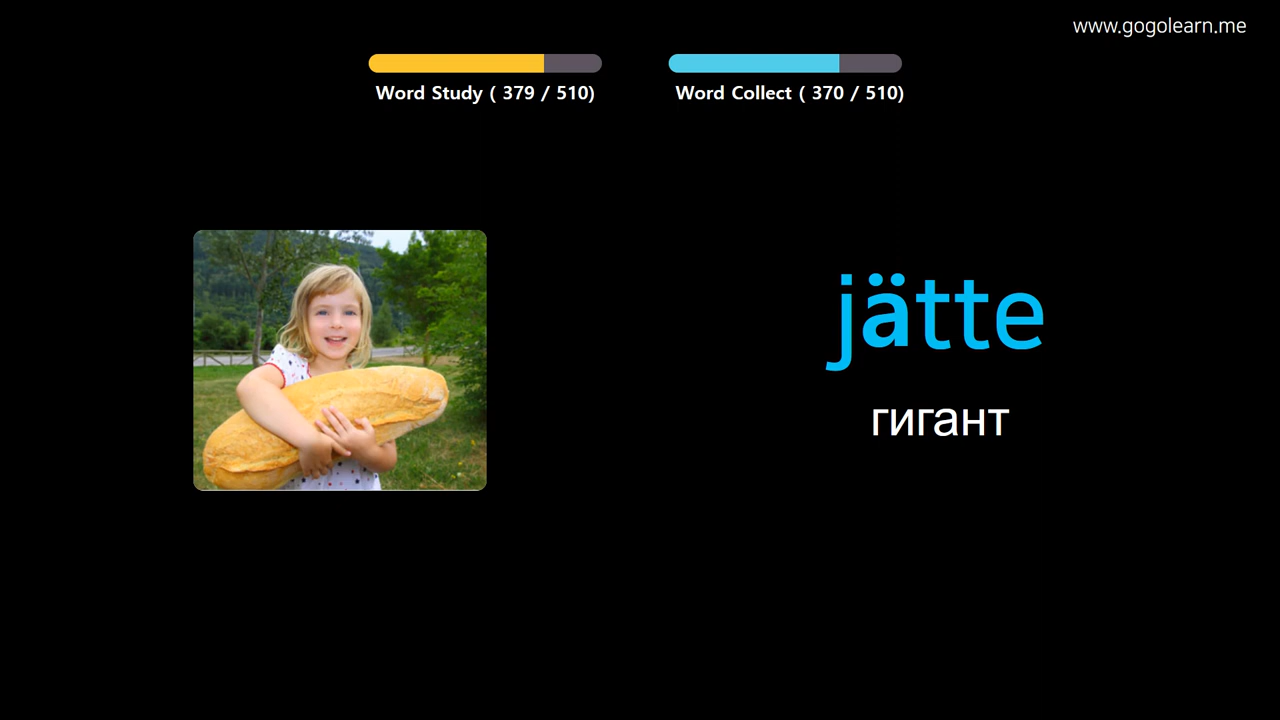 www.gogolearn.me
Word Study ( 379 / 510)
Word Collect ( 370 / 510)
jätte
гигант